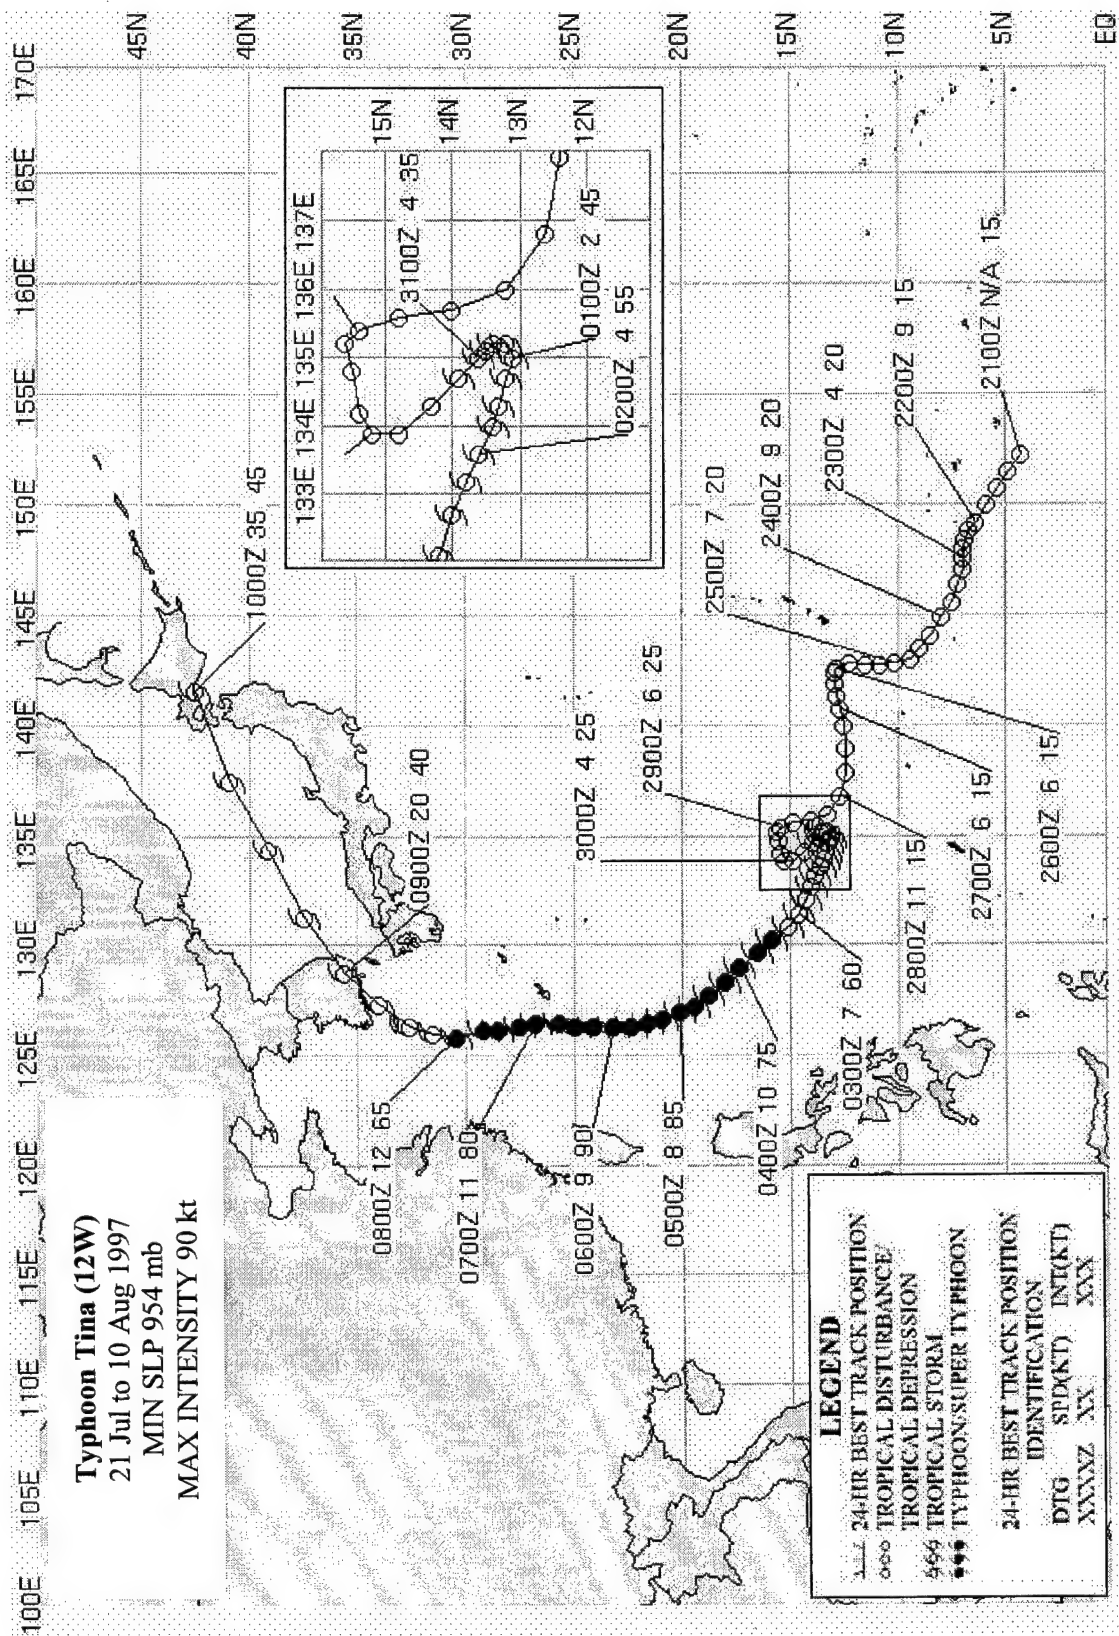 Typhoon Tina (12W)
21 Jul to 10 Aug 1997
MIN SLP 954 mb
MAX INTENSITY 90 kt
100E 105E 110E 115E 120E 125E 130E 135E 140E 145E 150E 155E 160E 165E 170E
45N
40N
35N
30N
25N
20N
15N
10N
5N
EQ
133E 134E 135E 136E 137E
15N
14N
13N
12N
3100Z 4 35
0100Z 2 45
0200Z 4 55
1000Z 35 45
0900Z 20 40
0800Z 12 65
0700Z 11 80
0600Z 9 90
0500Z 8 85
0400Z 10 75
0300Z 7 60
3000Z 4 25
2900Z 6 25
2800Z 11 15
2700Z 6 15
2600Z 6 15
2500Z 7 20
2400Z 9 20
2300Z 4 20
2200Z 9 15
2100Z N/A 15
LEGEND
24-HR BEST TRACK POSITION
TROPICAL DISTURBANCE
TROPICAL DEPRESSION
TROPICAL STORM
TYPHOON/SUPER TYPHOON
24-HR BEST TRACK POSITION
IDENTIFICATION
DTG SPD(KT) INT(KT)
XXXXZ XX XXX